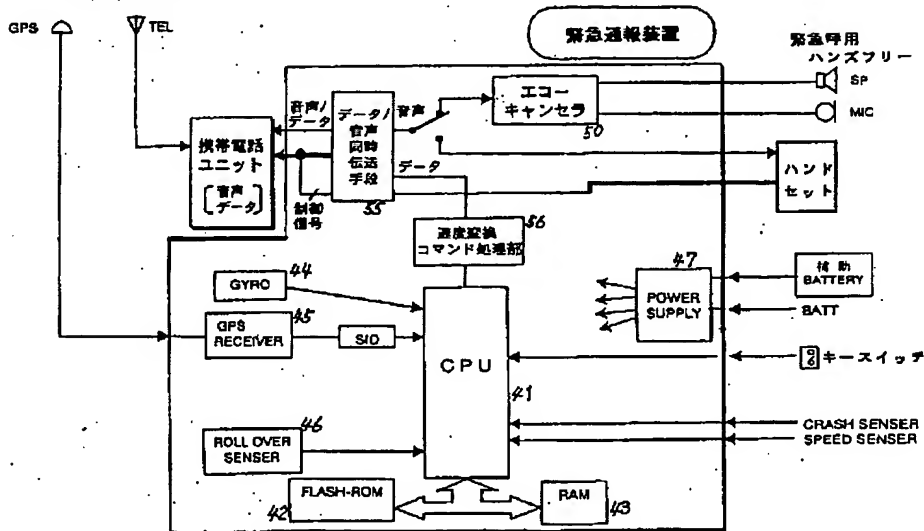 GPS
TEL
緊急通報装置
緊急呼用
ハンズフリー
SP
MIC
エコー
キャンセラ
50
音声/
データ
データ/
音声
同時
伝送
手段
55
音声
データ
携帯電話
ユニット
[音声
データ]
制御
信号
ハンド
セット
速度変換
コマンド処理部
56
GYRO
44
GPS
RECEIVER
45
SIO
CPU
41
POWER
SUPPLY
47
補助
BATTERY
BATT
キースイッチ
ROLL OVER
SENSER
46
CRASH SENSER
SPEED SENSER
FLASH-ROM
42
RAM
43